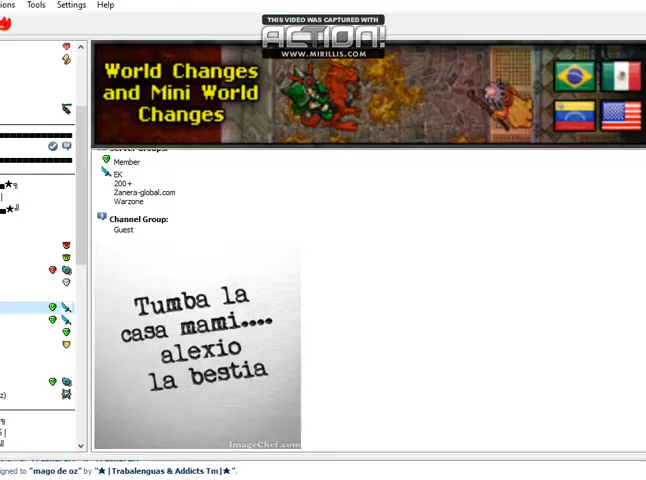 ions Tools Settings Help
THIS VIDEO WAS CAPTURED WITH
ACTION!
WWW.MIRILLIS.COM
World Changes
and Mini World
Changes
Server Groups:
Member
EK
200+
Zanera-global.com
Warzone
Channel Group:
Guest
Tumba la
casa mami....
alexio
la bestia
ImageChef.com
z)
S|
igned to "mago de oz" by "★|Trabalenguas & Addicts Tm|★".